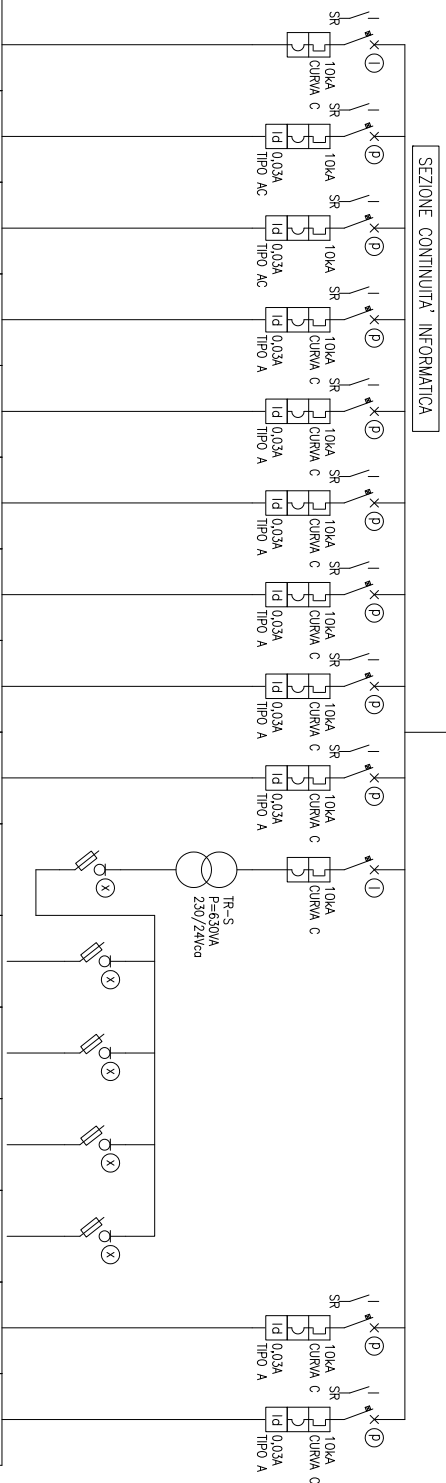 SEZIONE CONTINUITA' INFORMATICA
SR
I
10kA
CURVA C
SR
P
10kA
Id 0,03A
TIPO AC
SR
P
10kA
Id 0,03A
TIPO AC
SR
P
10kA
CURVA C
Id 0,03A
TIPO A
SR
P
10kA
CURVA C
Id 0,03A
TIPO A
SR
P
10kA
CURVA C
Id 0,03A
TIPO A
SR
P
10kA
CURVA C
Id 0,03A
TIPO A
SR
P
10kA
CURVA C
Id 0,03A
TIPO A
SR
P
10kA
CURVA C
Id 0,03A
TIPO A
I
10kA
CURVA C
TR-S
P=630VA
230/24Vca
X
X
X
X
X
SR
P
10kA
CURVA C
Id 0,03A
TIPO A
SR
P
10kA
CURVA C
Id 0,03A
TIPO A